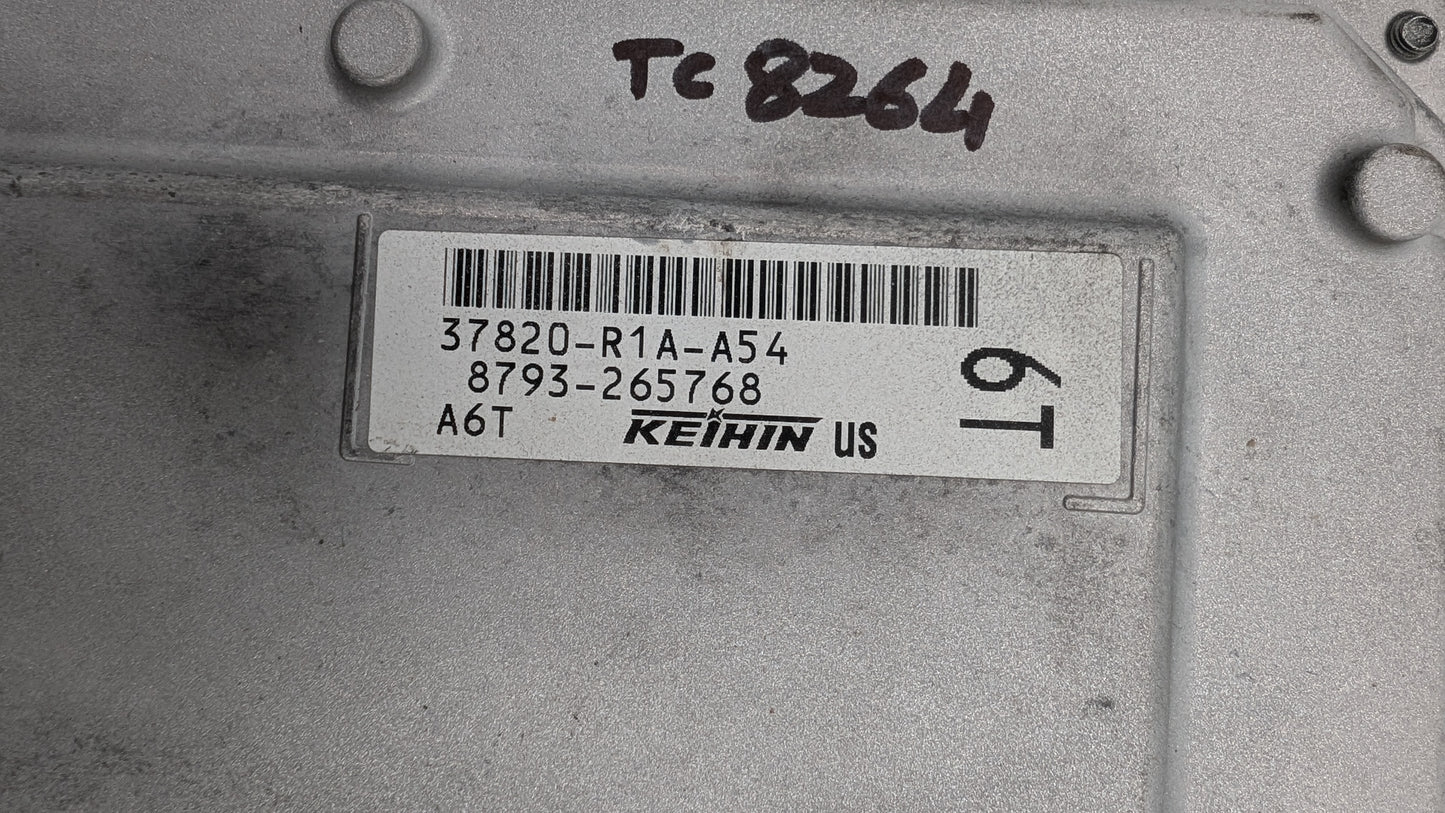 Tc 8264
37820-R1A-A54
8793-265768
A6T KEIHIN US
6T